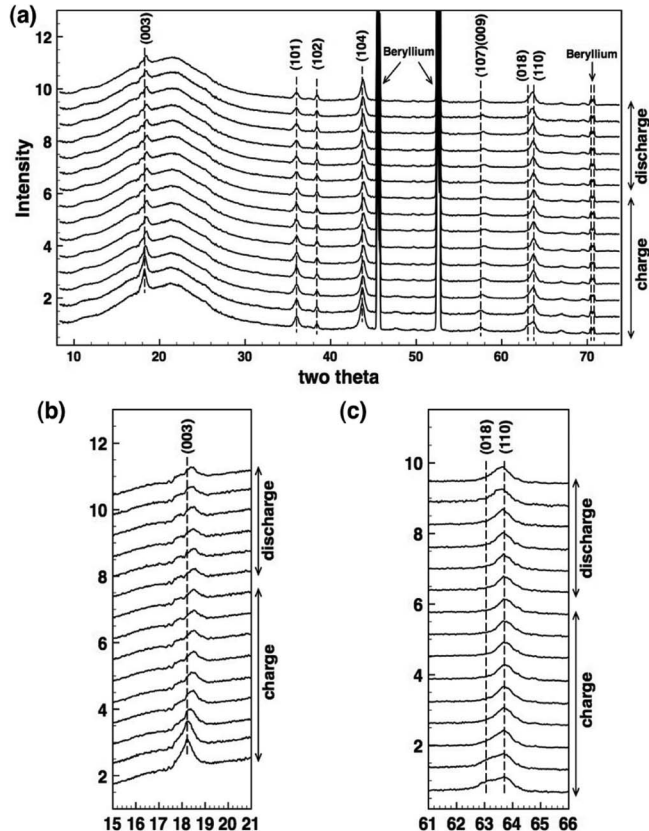 (a)
(003)
(101)
(102)
(104)
Beryllium
(107)(009)
(018)
(110)
Beryllium
12
10
8
6
4
2
Intensity
discharge
charge
10 20 30 40 50 60 70
two theta
(b)
(003)
12
10
8
6
4
2
discharge
charge
15 16 17 18 19 20 21
(c)
(018)
(110)
10
8
6
4
2
discharge
charge
61 62 63 64 65 66